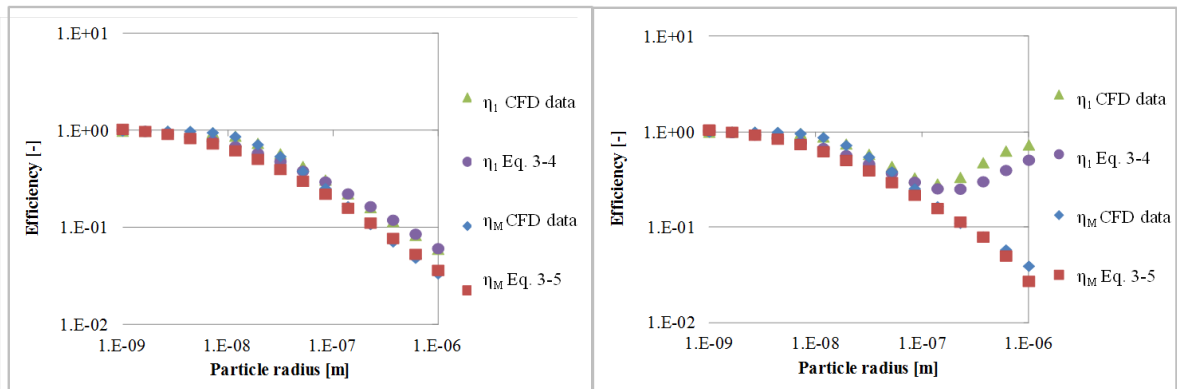 1.E+01
1.E+00
1.E-01
1.E-02
Efficiency [-]
1.E-09 1.E-08 1.E-07 1.E-06
Particle radius [m]
η1 CFD data
η1 Eq. 3-4
ηM CFD data
ηM Eq. 3-5
1.E+01
1.E+00
1.E-01
1.E-02
Efficiency [-]
1.E-09 1.E-08 1.E-07 1.E-06
Particle radius [m]
η1 CFD data
η1 Eq. 3-4
ηM CFD data
ηM Eq. 3-5